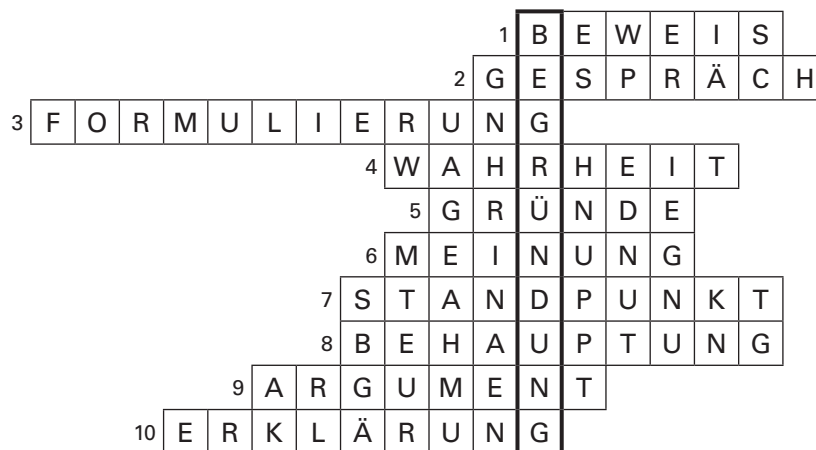 1 BEWEIS
2 GESPRÄCH
3 FORMULIERUNG
4 WAHRHEIT
5 GRÜNDE
6 MEINUNG
7 STANDPUNKT
8 BEHAUPTUNG
9 ARGUMENT
10 ERKLÄRUNG